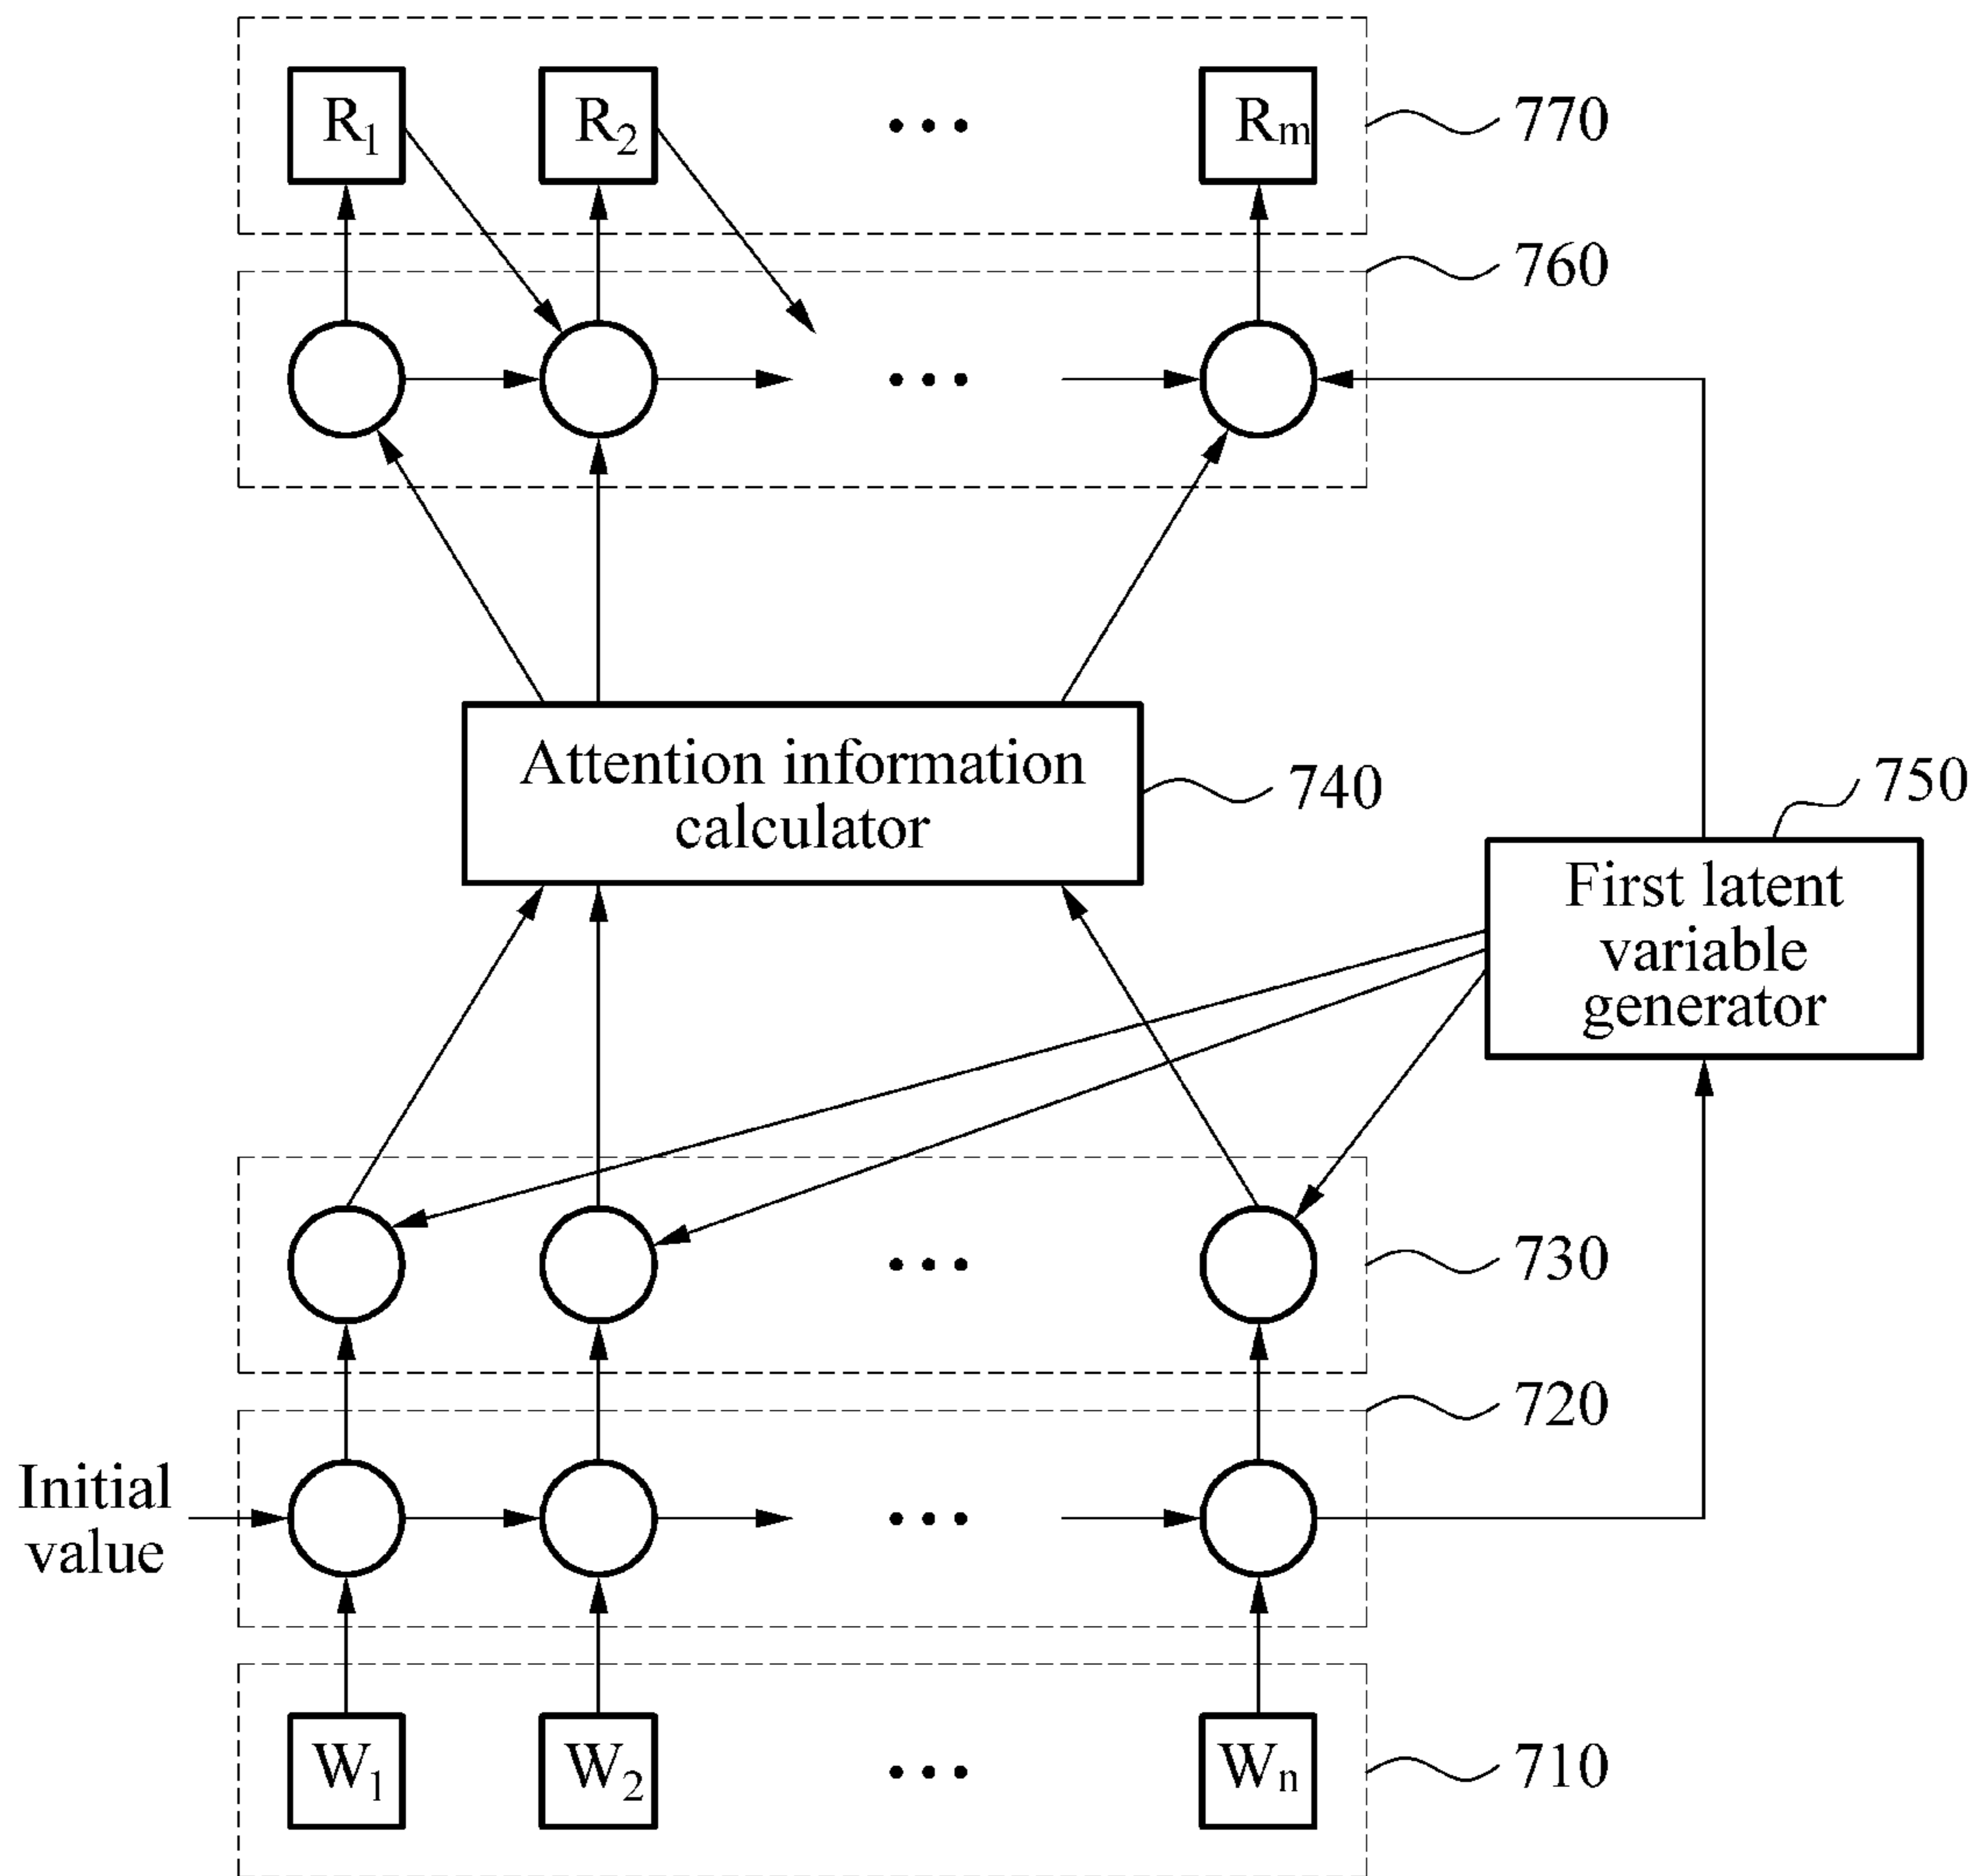 R1 R2 ... Rm 770
760
Attention information
calculator
740
750
First latent
variable
generator
... 730
720
Initial
value
...
W1 W2 ... Wn 710